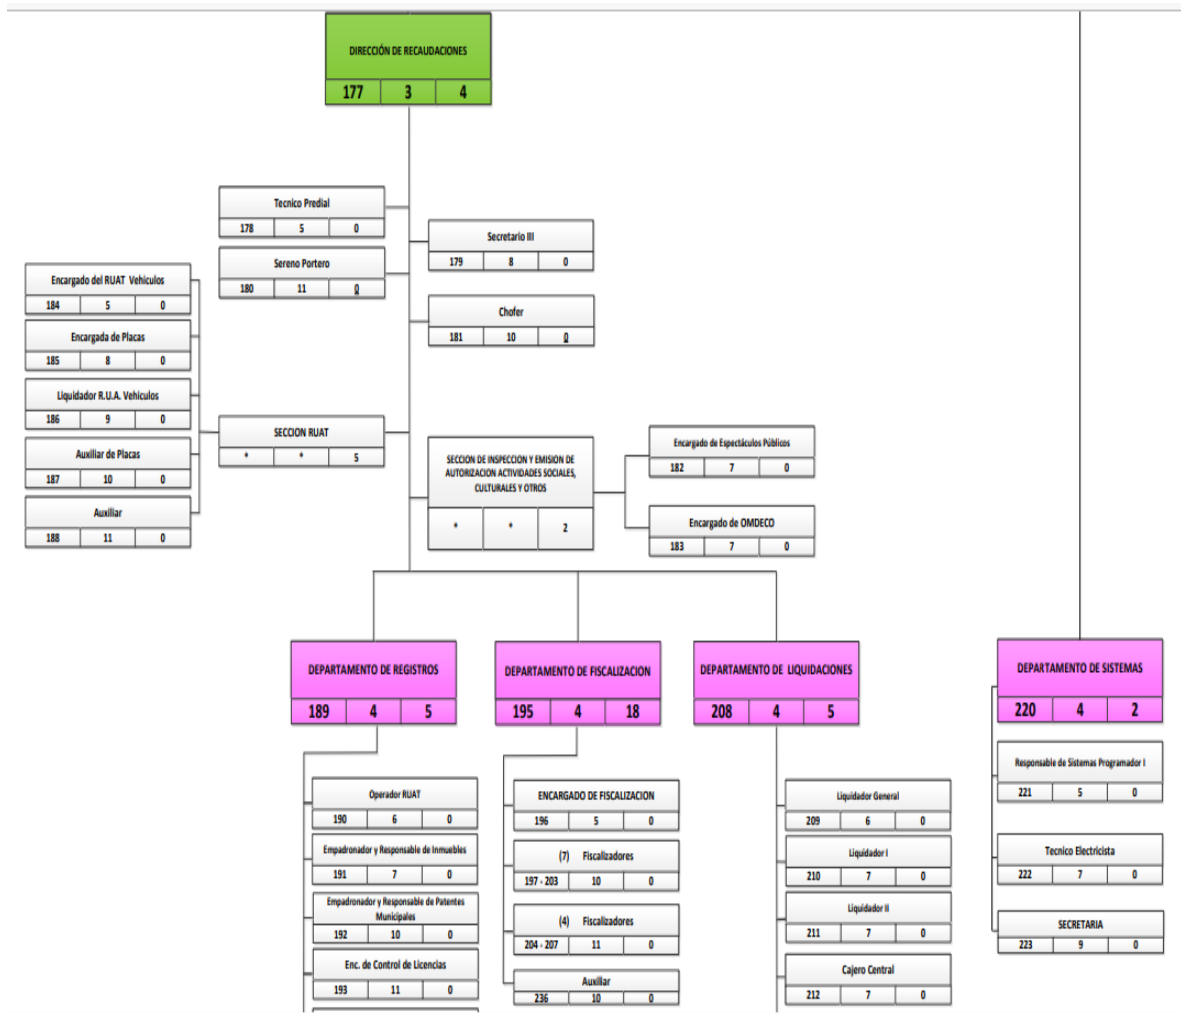 DIRECCIÓN DE RECAUDACIONES
177 3 4
Tecnico Predial
178 5 0
Secretario III
179 8 0
Sereno Portero
180 11 0
Chofer
181 10 0
Encargado del RUAT Vehiculos
184 5 0
Encargada de Placas
185 8 0
Liquidador R.U.A. Vehiculos
186 9 0
Auxiliar de Placas
187 10 0
Auxiliar
188 11 0
SECCION RUAT
* * 5
SECCION DE INSPECCION Y EMISION DE
AUTORIZACION ACTIVIDADES SOCIALES,
CULTURALES Y OTROS
* * 2
Encargado de Espectáculos Públicos
182 7 0
Encargado de OMDECO
183 7 0
DEPARTAMENTO DE REGISTROS
189 4 5
Operador RUAT
190 6 0
Empadronador y Responsable de Inmuebles
191 7 0
Empadronador y Responsable de Patentes
Municipales
192 10 0
Enc. de Control de Licencias
193 11 0
DEPARTAMENTO DE FISCALIZACION
195 4 18
ENCARGADO DE FISCALIZACION
196 5 0
(7) Fiscalizadores
197 - 203 10 0
(4) Fiscalizadores
204 - 207 11 0
Auxiliar
236 10 0
DEPARTAMENTO DE LIQUIDACIONES
208 4 5
Liquidador General
209 6 0
Liquidador I
210 7 0
Liquidador II
211 7 0
Cajero Central
212 7 0
DEPARTAMENTO DE SISTEMAS
220 4 2
Responsable de Sistemas Programador I
221 5 0
Tecnico Electricista
222 7 0
SECRETARIA
223 9 0